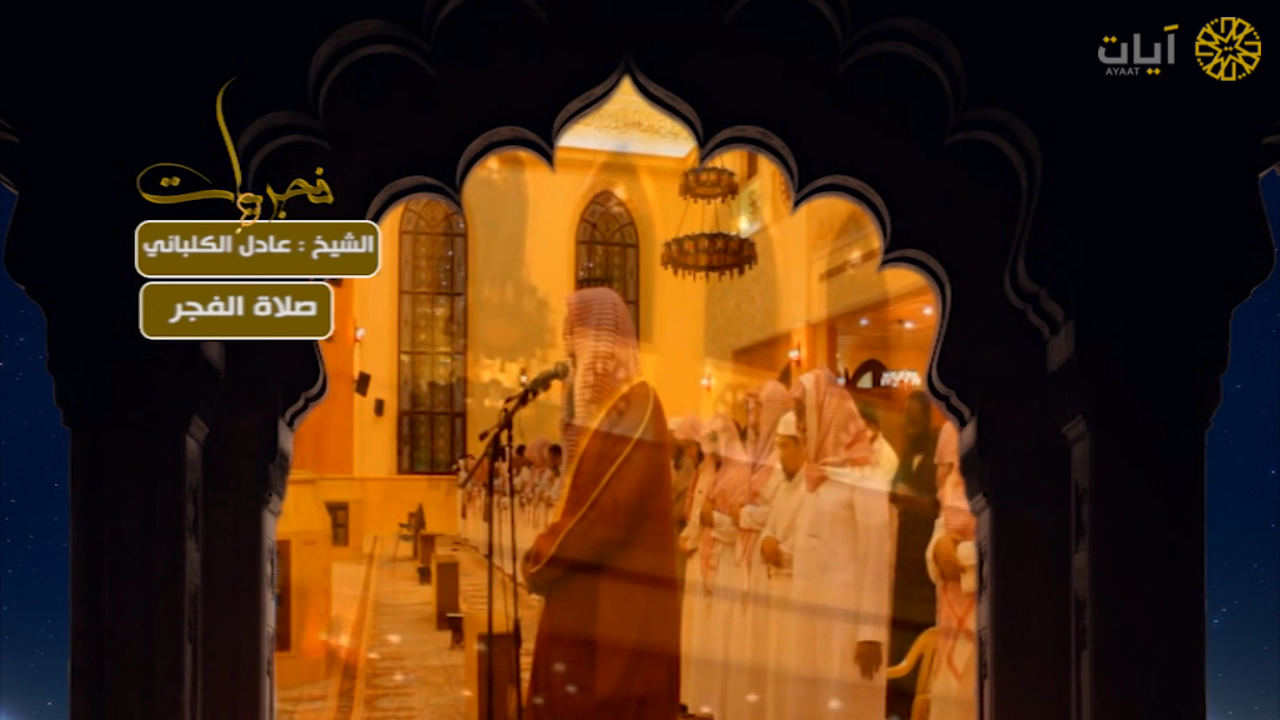 آيات
AYAAT
فجريات
الشيخ : عادل الكلباني
صلاة الفجر